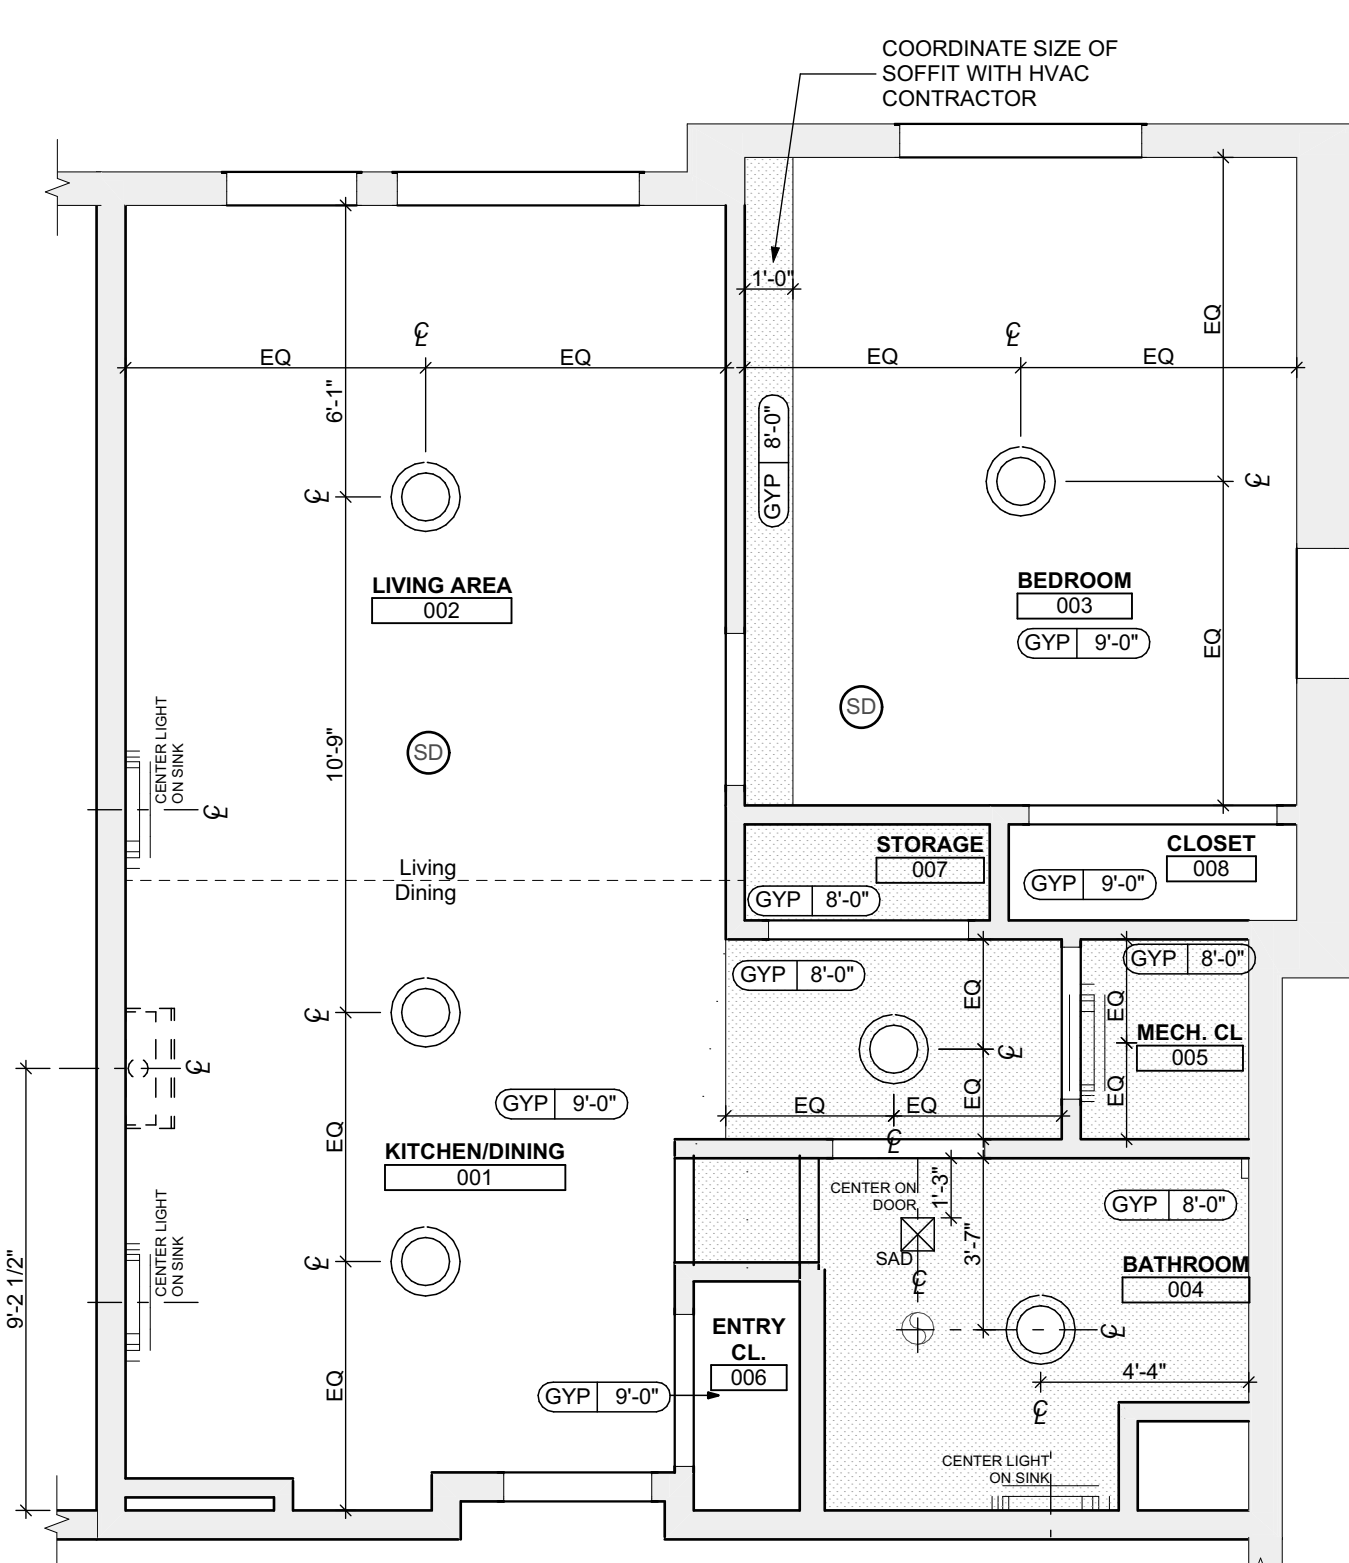 COORDINATE SIZE OF
SOFFIT WITH HVAC
CONTRACTOR
1'-0"
EQ
EQ
EQ
EQ
EQ
EQ
6'-1"
GYP 8'-0"
LIVING AREA
002
BEDROOM
003
GYP 9'-0"
SD
SD
10'-9"
CENTER LIGHT
ON SINK
Living
Dining
STORAGE
007
GYP 8'-0"
CLOSET
008
GYP 9'-0"
GYP 8'-0"
GYP 8'-0"
EQ
EQ
EQ
EQ
MECH. CL
005
EQ
EQ
GYP 9'-0"
KITCHEN/DINING
001
EQ
EQ
CENTER LIGHT
ON SINK
9'-2 1/2"
CENTER ON
DOOR
1'-3"
3'-7"
SAD
GYP 8'-0"
BATHROOM
004
4'-4"
ENTRY
CL.
006
GYP 9'-0"
CENTER LIGHT
ON SINK